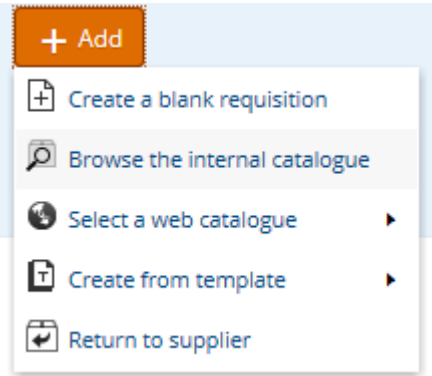 + Add
Create a blank requisition
Browse the internal catalogue
Select a web catalogue
Create from template
Return to supplier